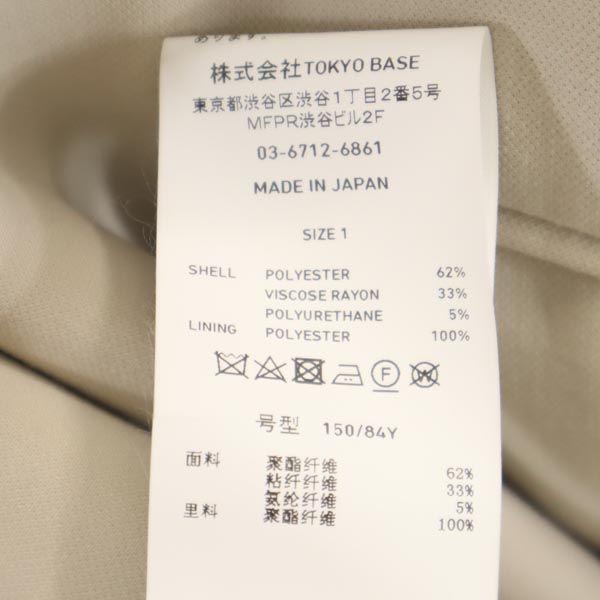 あります。
株式会社TOKYO BASE
東京都渋谷区渋谷1丁目2番5号
MFPR渋谷ビル2F
03-6712-6861
MADE IN JAPAN
SIZE 1
SHELL POLYESTER 62%
VISCOSE RAYON 33%
POLYURETHANE 5%
LINING POLYESTER 100%
F W
号型 150/84Y
面料 聚酯纤维 62%
粘纤纤维 33%
氨纶纤维 5%
里料 聚酯纤维 100%